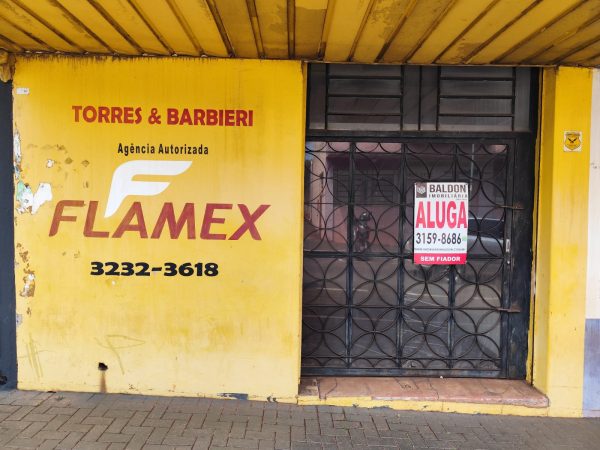 TORRES & BARBIERI
Agência Autorizada
FLAMEX
3232-3618
BALDON
IMOBILIÁRIA
ALUGA
3159-8686
SEM FIADOR